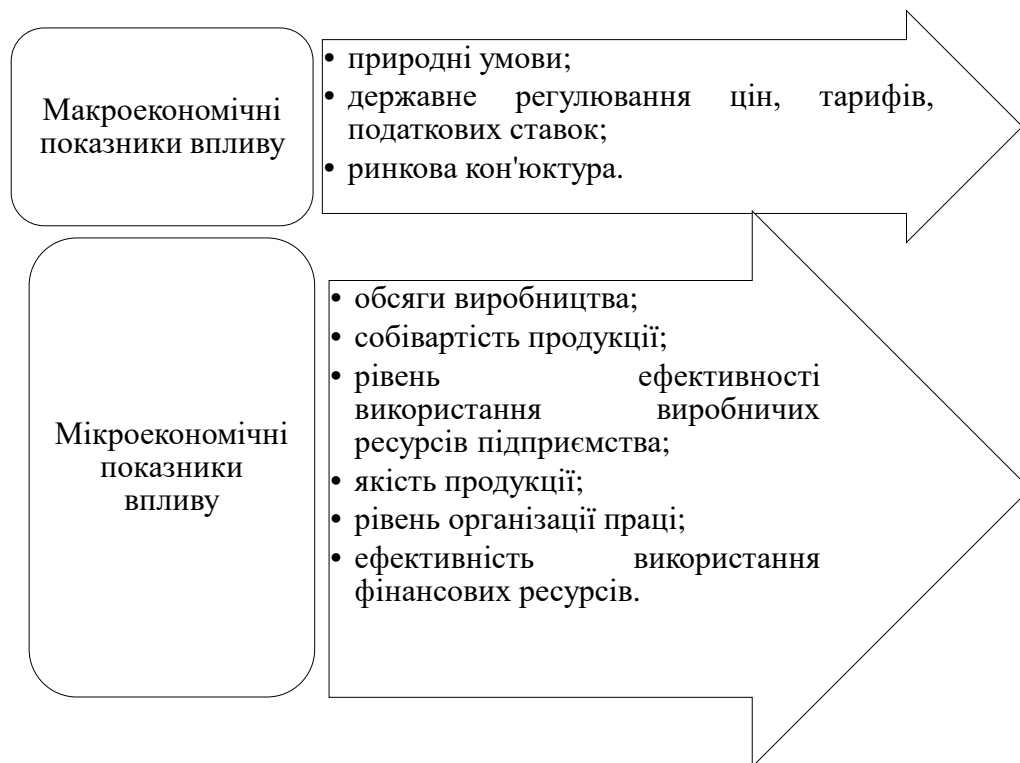 Макроекономічні
показники впливу
• природні умови;
• державне регулювання цін, тарифів,
податкових ставок;
• ринкова кон'юктура.
Мікроекономічні
показники
впливу
• обсяги виробництва;
• собівартість продукції;
• рівень ефективності
використання виробничих
ресурсів підприємства;
• якість продукції;
• рівень організації праці;
• ефективність використання
фінансових ресурсів.